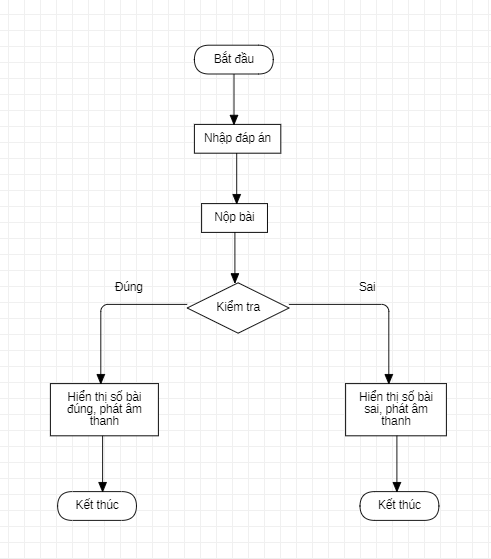 Bắt đầu
Nhập đáp án
Nộp bài
Đúng
Sai
Kiểm tra
Hiển thị số bài
đúng, phát âm
thanh
Hiển thị số bài
sai, phát âm
thanh
Kết thúc
Kết thúc